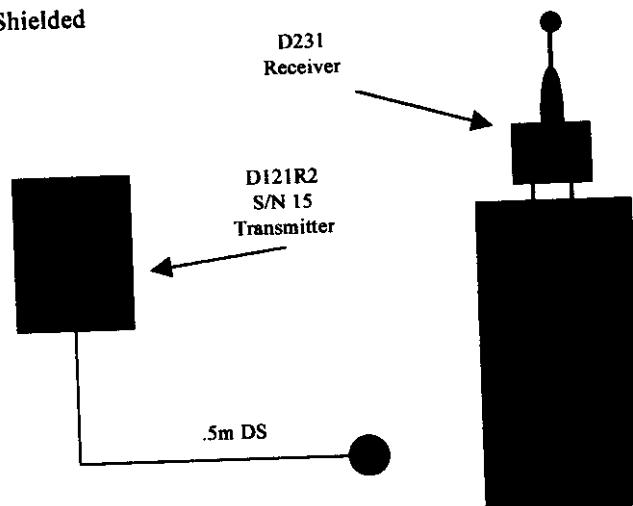 Shielded
D231
Receiver
D121R2
S/N 15
Transmitter
.5m DS